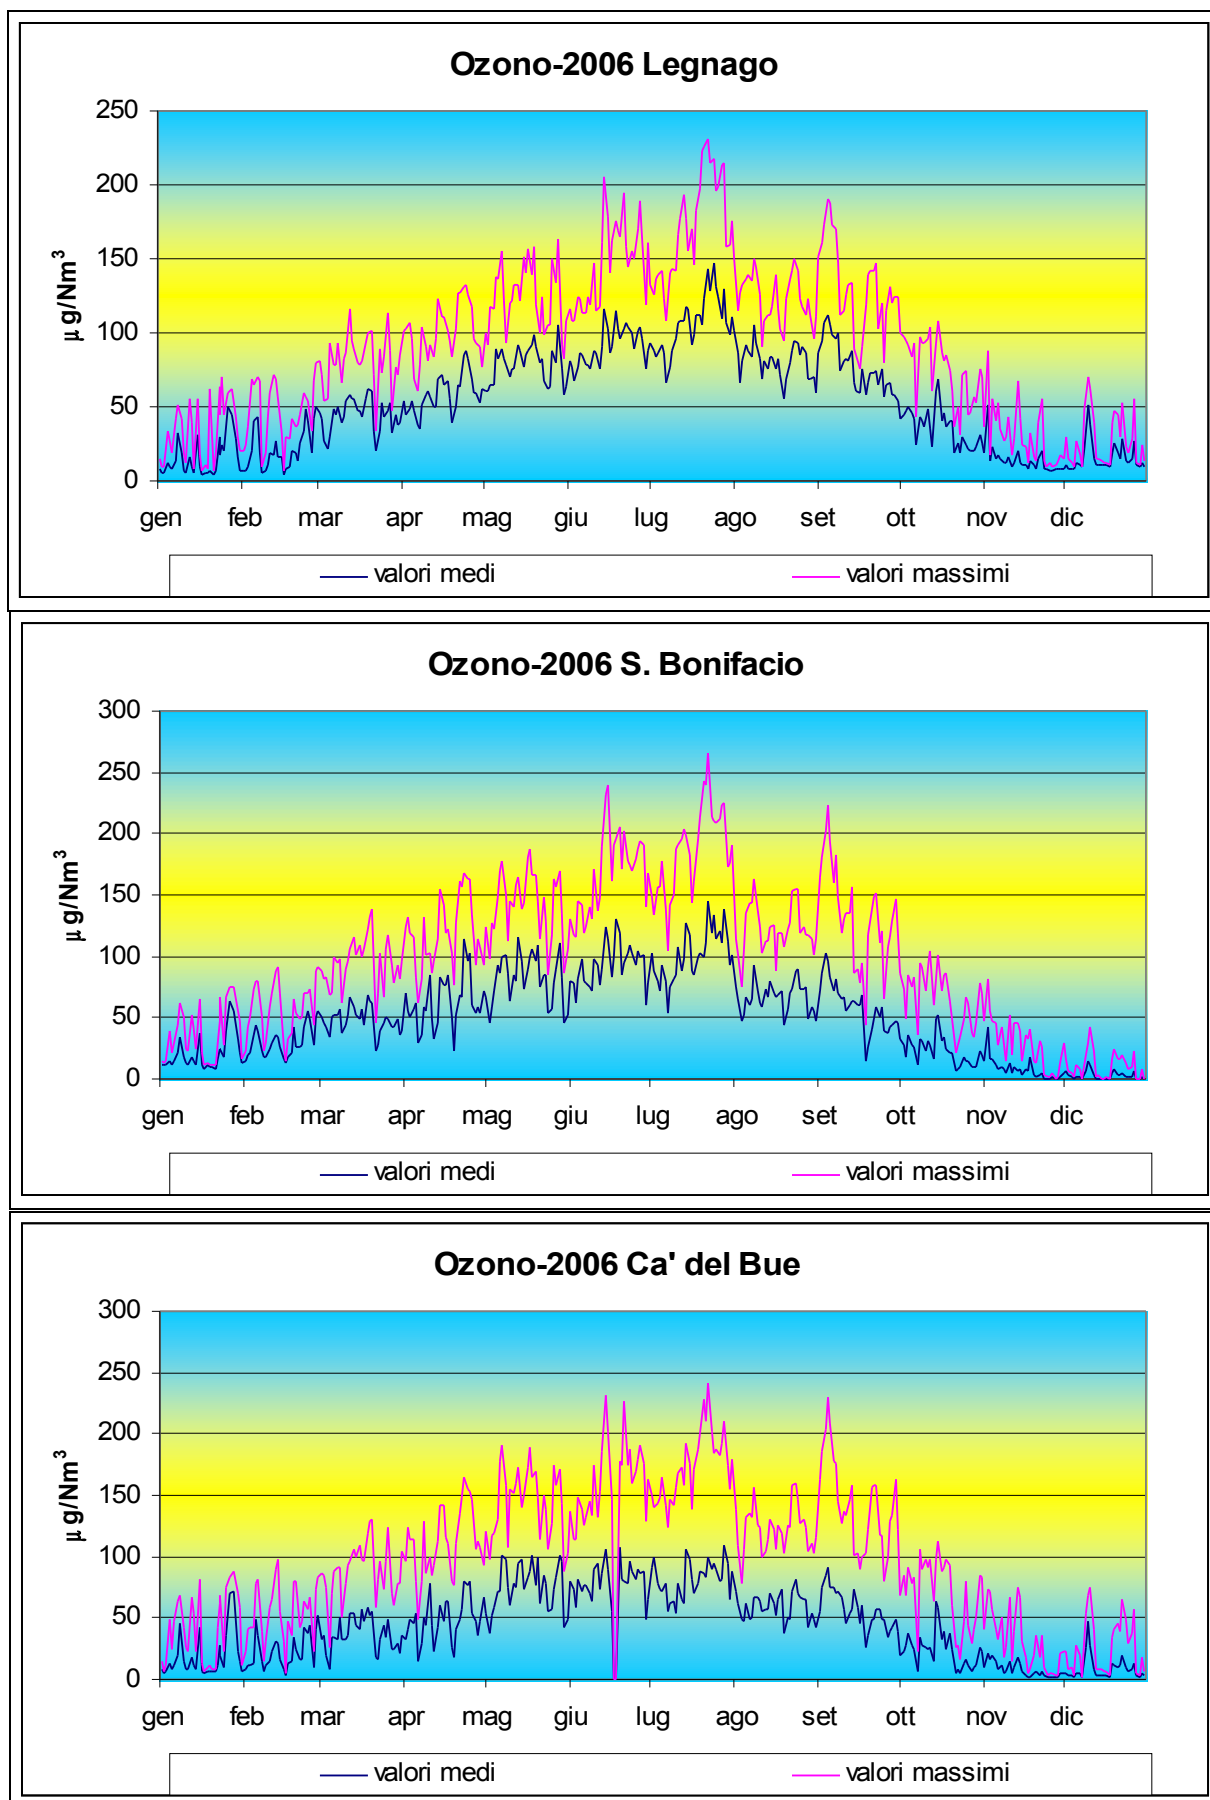 Ozono-2006 Legnago
250
200
150
100
50
0
µ g/Nm³
gen feb mar apr mag giu lug ago set ott nov dic
valori medi valori massimi
Ozono-2006 S. Bonifacio
300
250
200
150
100
50
0
µ g/Nm³
gen feb mar apr mag giu lug ago set ott nov dic
valori medi valori massimi
Ozono-2006 Ca' del Bue
300
250
200
150
100
50
0
µ g/Nm³
gen feb mar apr mag giu lug ago set ott nov dic
valori medi valori massimi